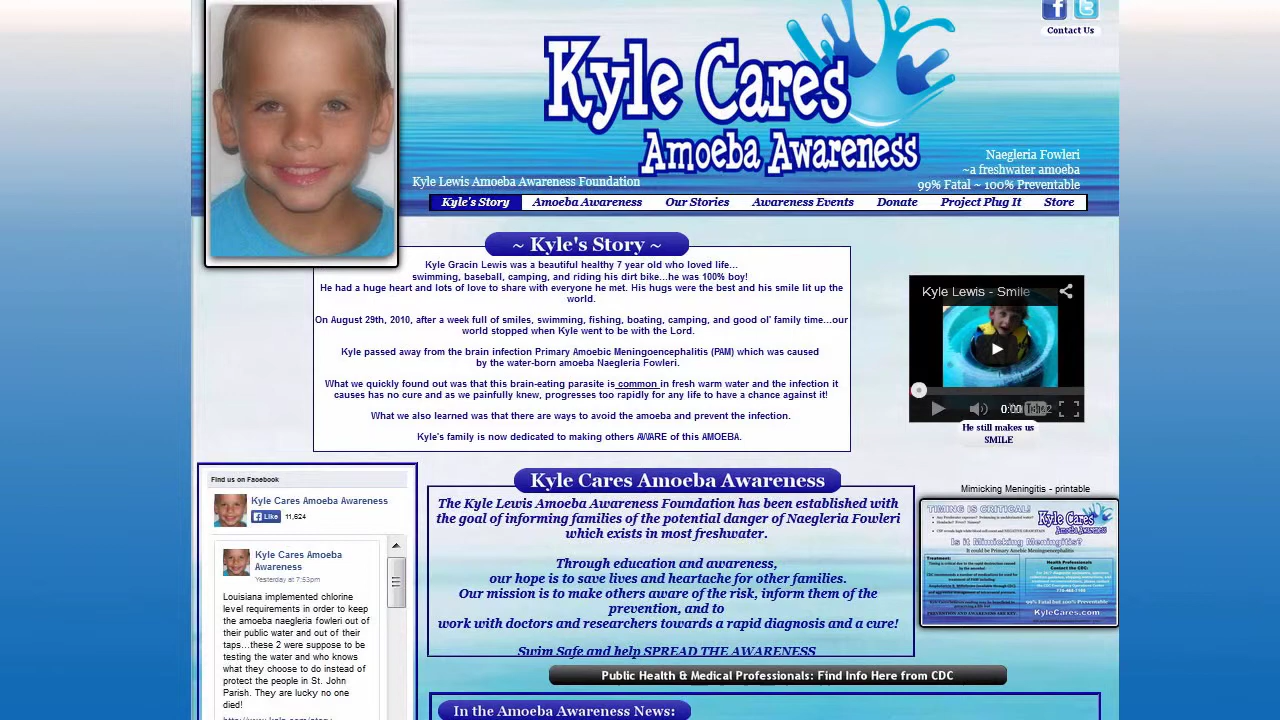 Contact Us
Kyle Cares
Amoeba Awareness
Naegleria Fowleri
~a freshwater amoeba
99% Fatal ~ 100% Preventable
Kyle Lewis Amoeba Awareness Foundation
Kyle's Story Amoeba Awareness Our Stories Awareness Events Donate Project Plug It Store
~ Kyle's Story ~
Kyle Gracin Lewis was a beautiful healthy 7 year old who loved life...
swimming, baseball, camping, and riding his dirt bike...he was 100% boy!
He had a huge heart and lots of love to share with everyone he met. His hugs were the best and his smile lit up the
world.
On August 29th, 2010, after a week full of smiles, swimming, fishing, boating, camping, and good ol' family time...our
world stopped when Kyle went to be with the Lord.
Kyle passed away from the brain infection Primary Amoebic Meningoencephalitis (PAM) which was caused
by the water-born amoeba Naegleria Fowleri.
What we quickly found out was that this brain-eating parasite is common in fresh warm water and the infection it
causes has no cure and as we painfully knew, progresses too rapidly for any life to have a chance against it!
What we also learned was that there are ways to avoid the amoeba and prevent the infection.
Kyle's family is now dedicated to making others AWARE of this AMOEBA.
Kyle Lewis - Smile
0:00
He still makes us
SMILE
Find us on Facebook
Kyle Cares Amoeba Awareness
Like 11,624
Kyle Cares Amoeba
Awareness
Yesterday at 7:53pm
Louisiana implemented chlorine
level requirements in order to keep
the amoeba naegleria fowleri out of
their public water and out of their
taps...these 2 were suppose to be
testing the water and who knows
what they choose to do instead of
protect the people in St. John
Parish. They are lucky no one
died!
Kyle Cares Amoeba Awareness
The Kyle Lewis Amoeba Awareness Foundation has been established with
the goal of informing families of the potential danger of Naegleria Fowleri
which exists in most freshwater.
Through education and awareness,
our hope is to save lives and heartache for other families.
Our mission is to make others aware of the risk, inform them of the
prevention, and to
work with doctors and researchers towards a rapid diagnosis and a cure!
Swim Safe and help SPREAD THE AWARENESS
Mimicking Meningitis - printable
TIMING IS CRITICAL!
Kyle Cares
Is it Mimicking Meningitis?
It could be Primary Amebic Meningoencephalitis
Treatment:
Health Professionals
Contact the CDC:
99% Fatal but 100% Preventable
KyleCares.com
Public Health & Medical Professionals: Find Info Here from CDC
In the Amoeba Awareness News: